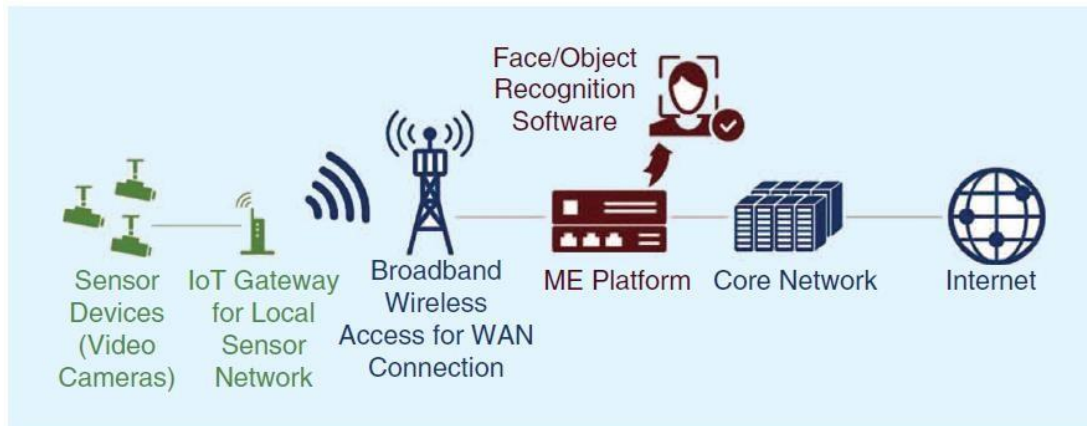 Face/Object
Recognition
Software
Sensor
Devices
(Video
Cameras)
IoT Gateway
for Local
Sensor
Network
Broadband
Wireless
Access for WAN
Connection
ME Platform
Core Network
Internet